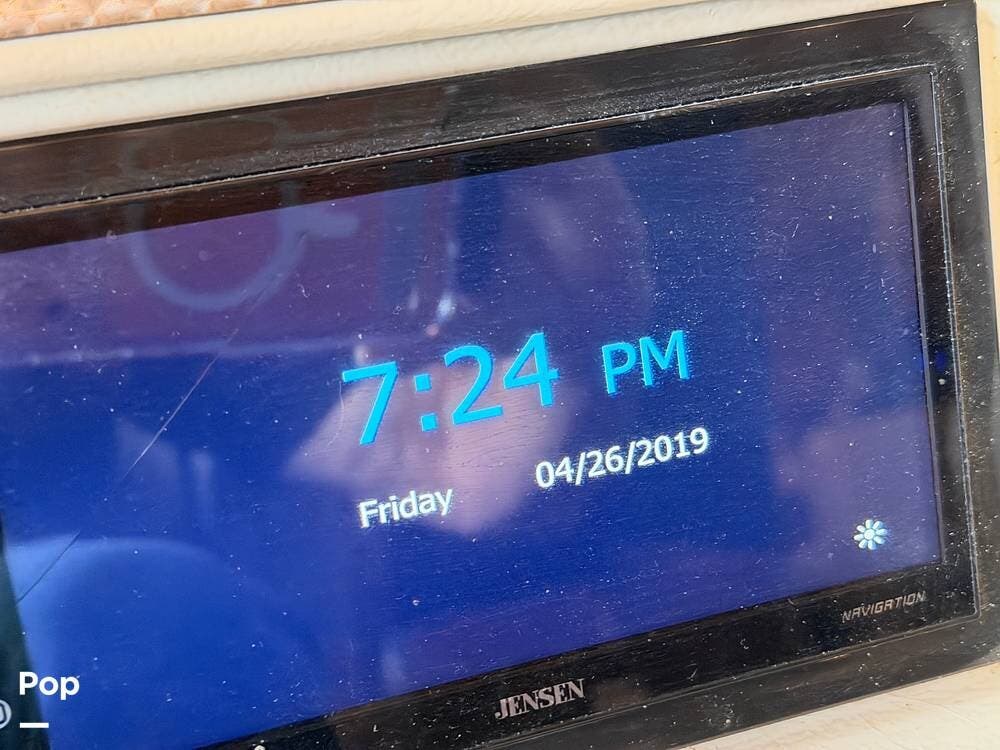 7:24 PM
Friday 04/26/2019
NAVIGATION
JENSEN
Pop